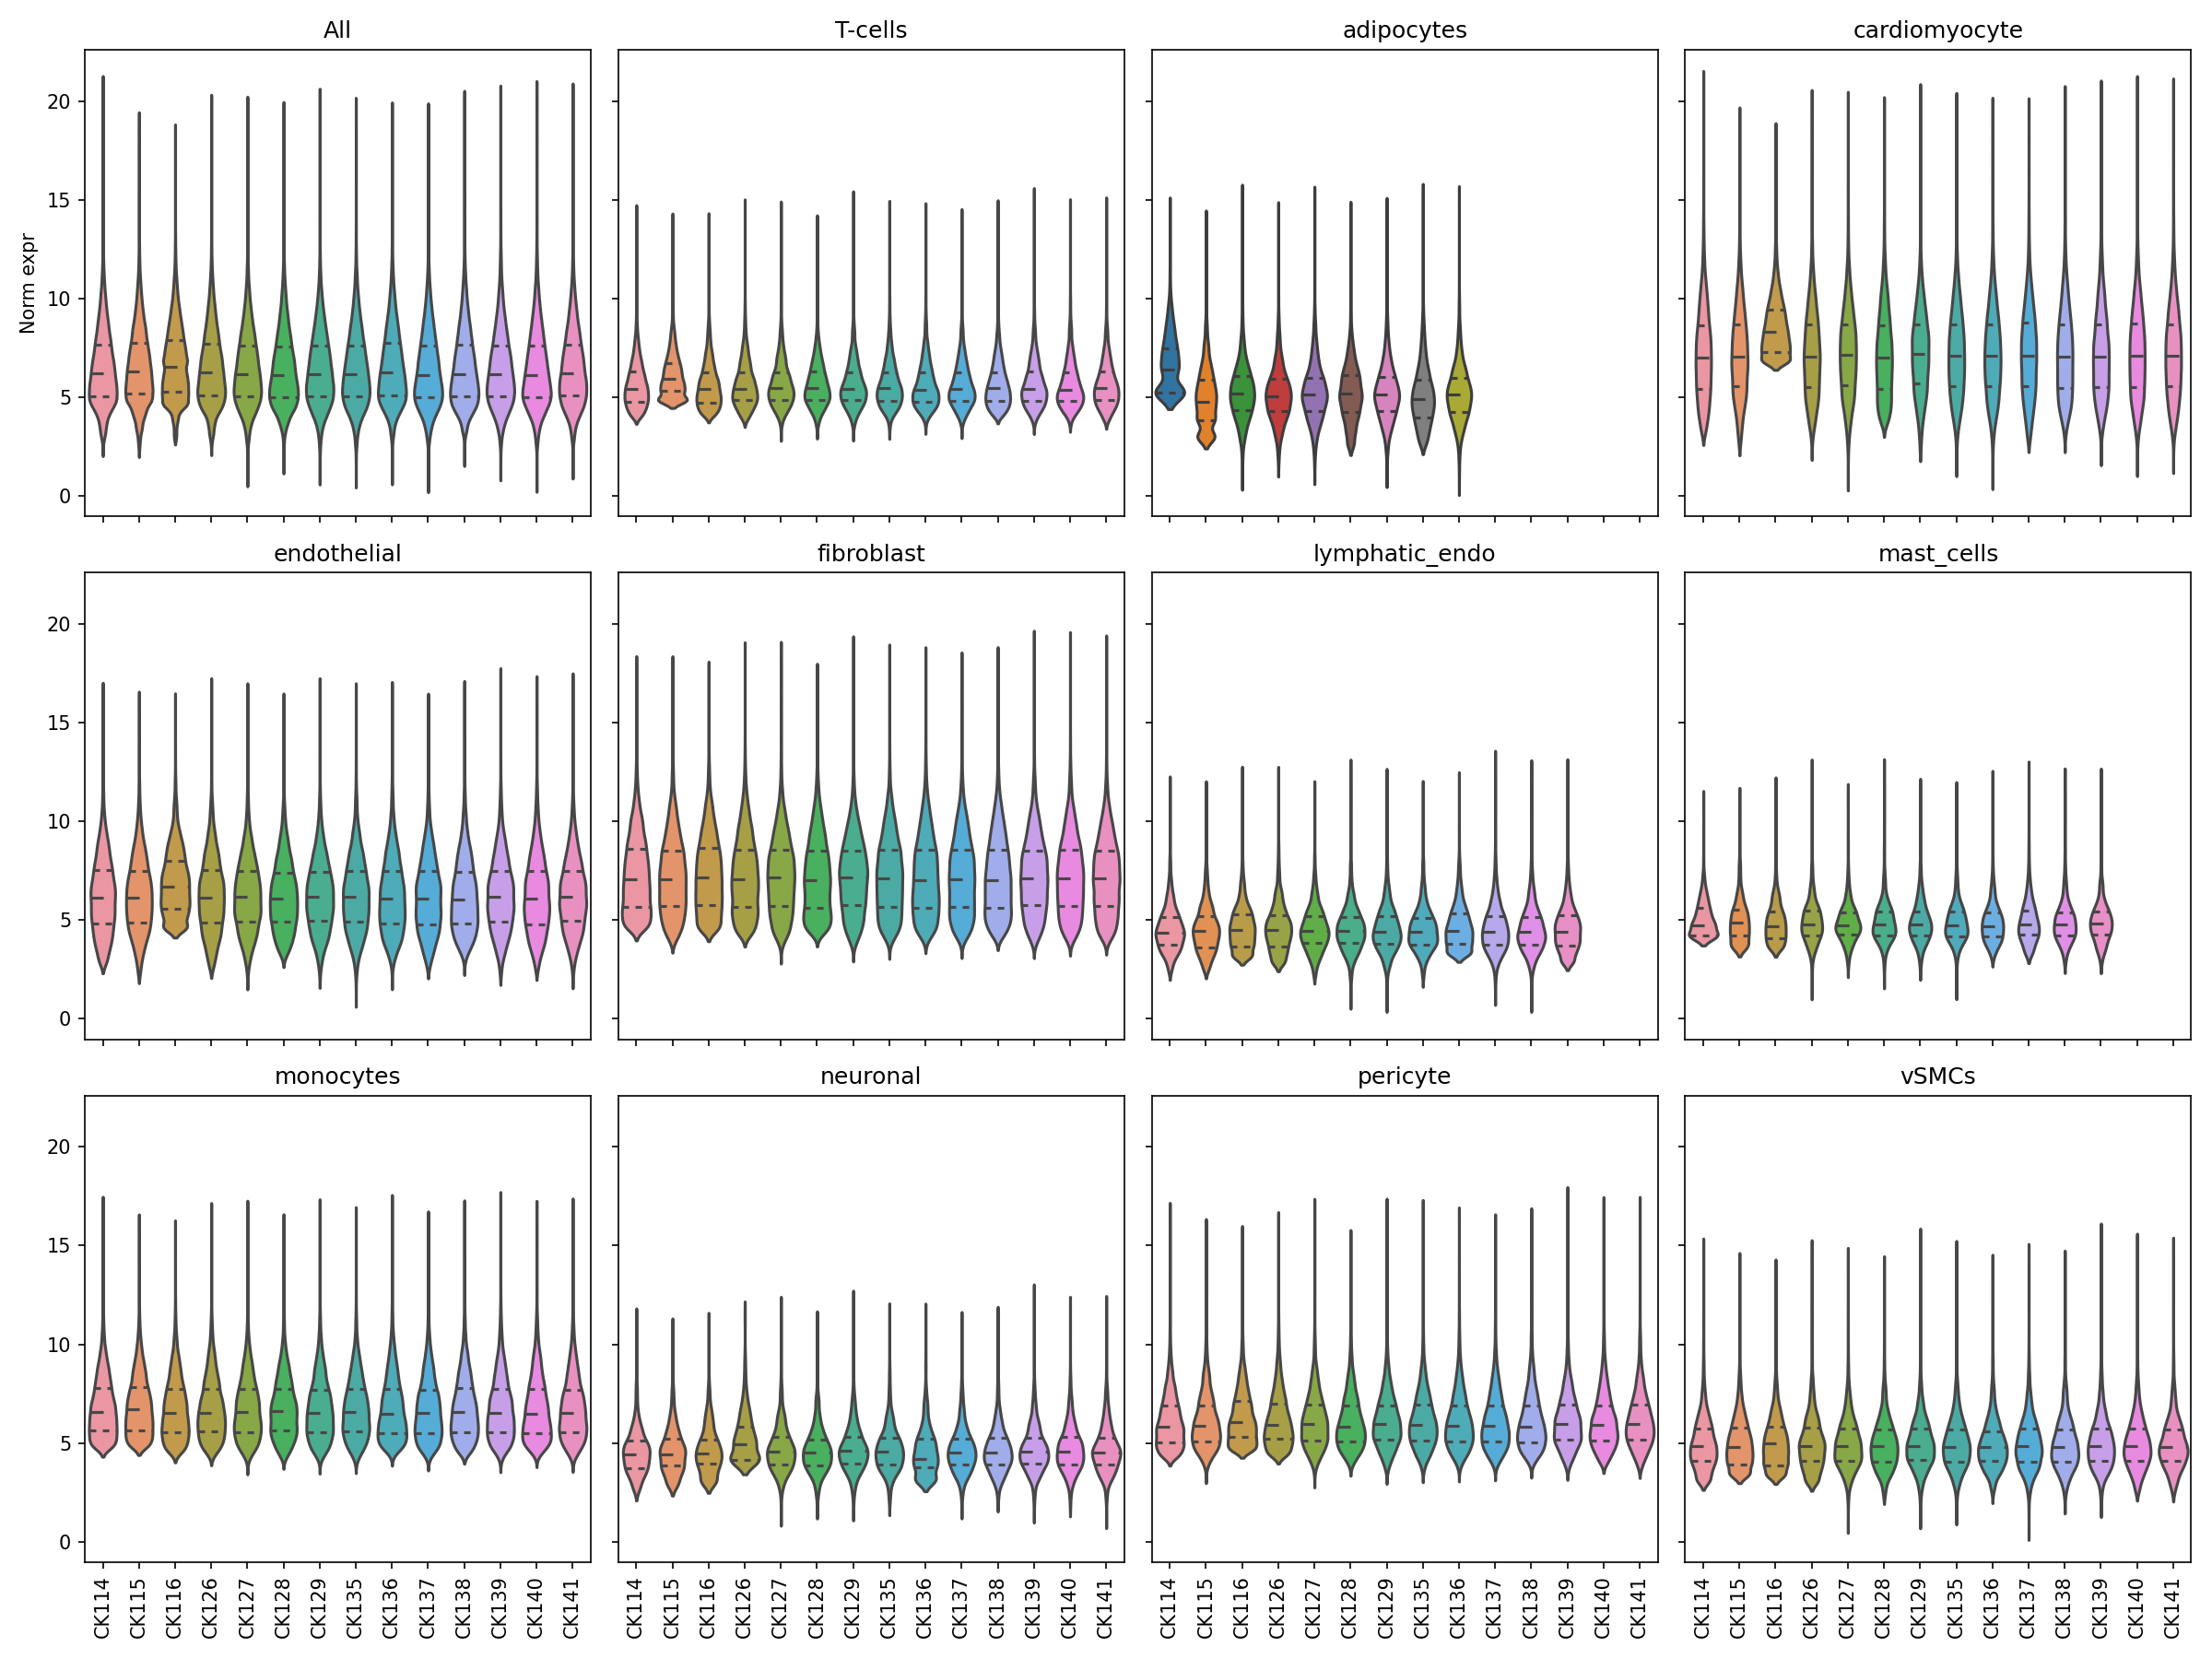 All T-cells adipocytes cardiomyocyte
Norm expr
20
15
10
5
0
endothelial fibroblast lymphatic_endo mast_cells
20
15
10
5
0
monocytes neuronal pericyte vSMCs
20
15
10
5
0
CK114 CK115 CK116 CK126 CK127 CK128 CK129 CK135 CK136 CK137 CK138 CK139 CK140 CK141
CK114 CK115 CK116 CK126 CK127 CK128 CK129 CK135 CK136 CK137 CK138 CK139 CK140 CK141
CK114 CK115 CK116 CK126 CK127 CK128 CK129 CK135 CK136 CK137 CK138 CK139 CK140 CK141
CK114 CK115 CK116 CK126 CK127 CK128 CK129 CK135 CK136 CK137 CK138 CK139 CK140 CK141